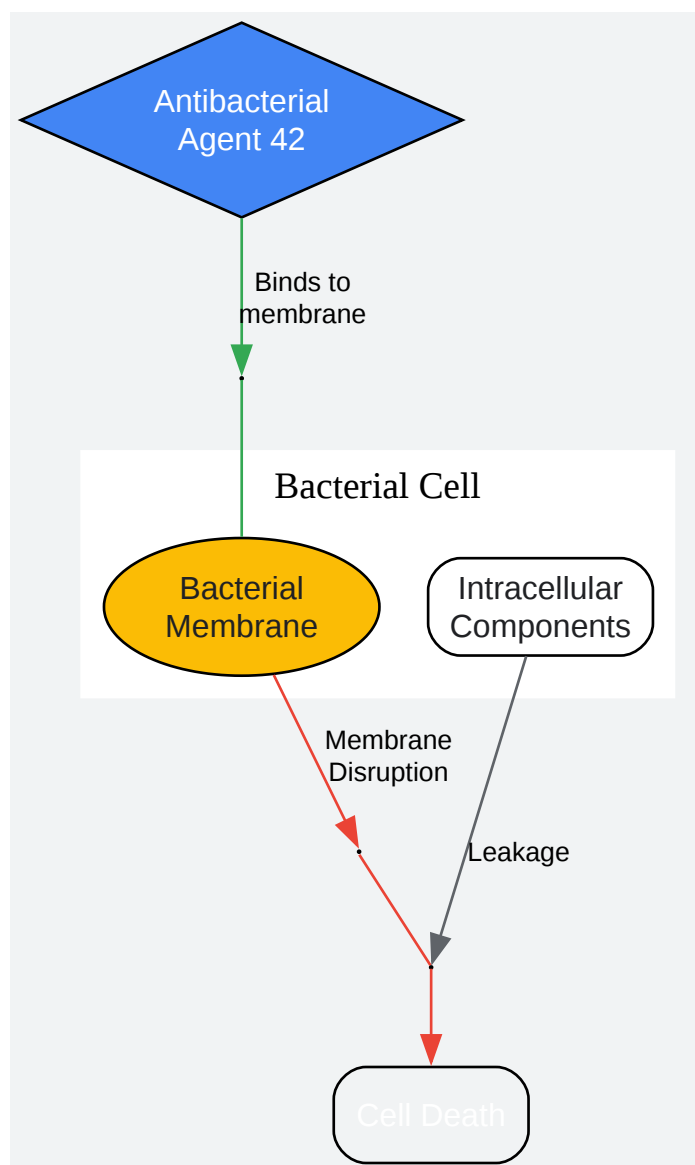 Antibacterial
Agent 42
Binds to
membrane
Bacterial Cell
Bacterial
Membrane
Intracellular
Components
Membrane
Disruption
Leakage
Cell Death